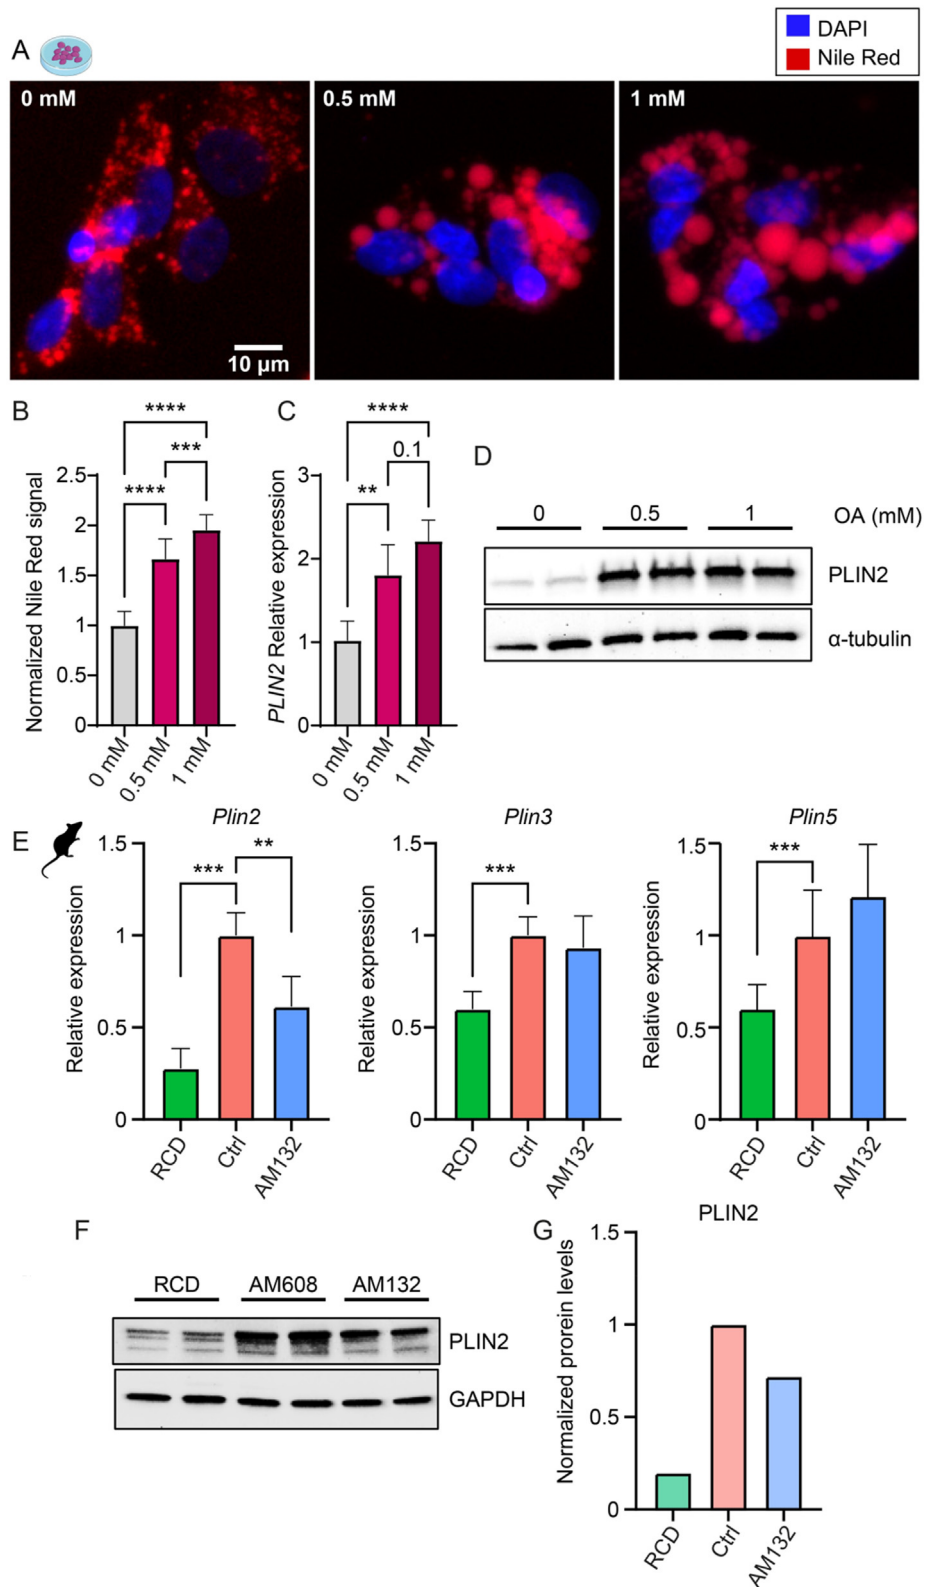 A
DAPI
Nile Red
0 mM
0.5 mM
1 mM
10 µm
B
Normalized Nile Red signal
2.5
2
1.5
1
0.5
0
****
***
****
0 mM
0.5 mM
1 mM
C
PLIN2 Relative expression
3
2
1
0
****
0.1
**
0 mM
0.5 mM
1 mM
D
0 0.5 1 OA (mM)
PLIN2
α-tubulin
E
Plin2
Relative expression
1.5
1
0.5
0
***
**
RCD
Ctrl
AM132
Plin3
Relative expression
1.5
1
0.5
0
***
RCD
Ctrl
AM132
Plin5
Relative expression
1.5
1
0.5
0
***
RCD
Ctrl
AM132
F
RCD AM608 AM132
PLIN2
GAPDH
G
PLIN2
Normalized prorein levels
1.5
1
0.5
0
RCD
Ctrl
AM132